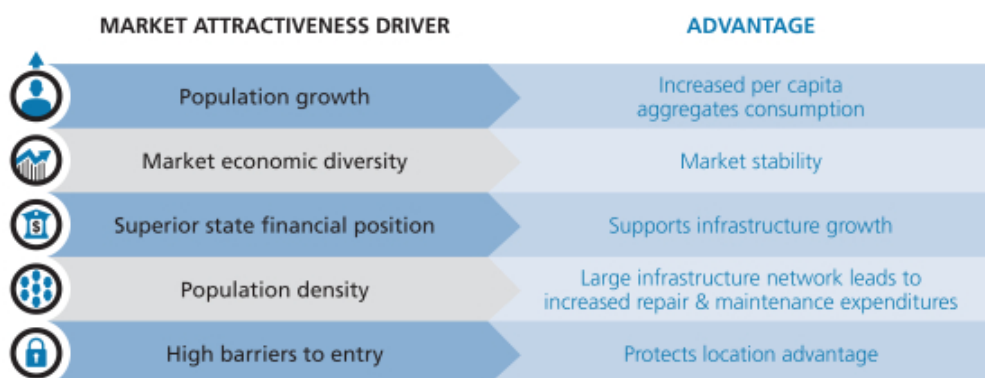 MARKET ATTRACTIVENESS DRIVER
ADVANTAGE
Population growth
Increased per capita
aggregates consumption
Market economic diversity
Market stability
$
Superior state financial position
Supports infrastructure growth
Population density
Large infrastructure network leads to
increased repair & maintenance expenditures
High barriers to entry
Protects location advantage